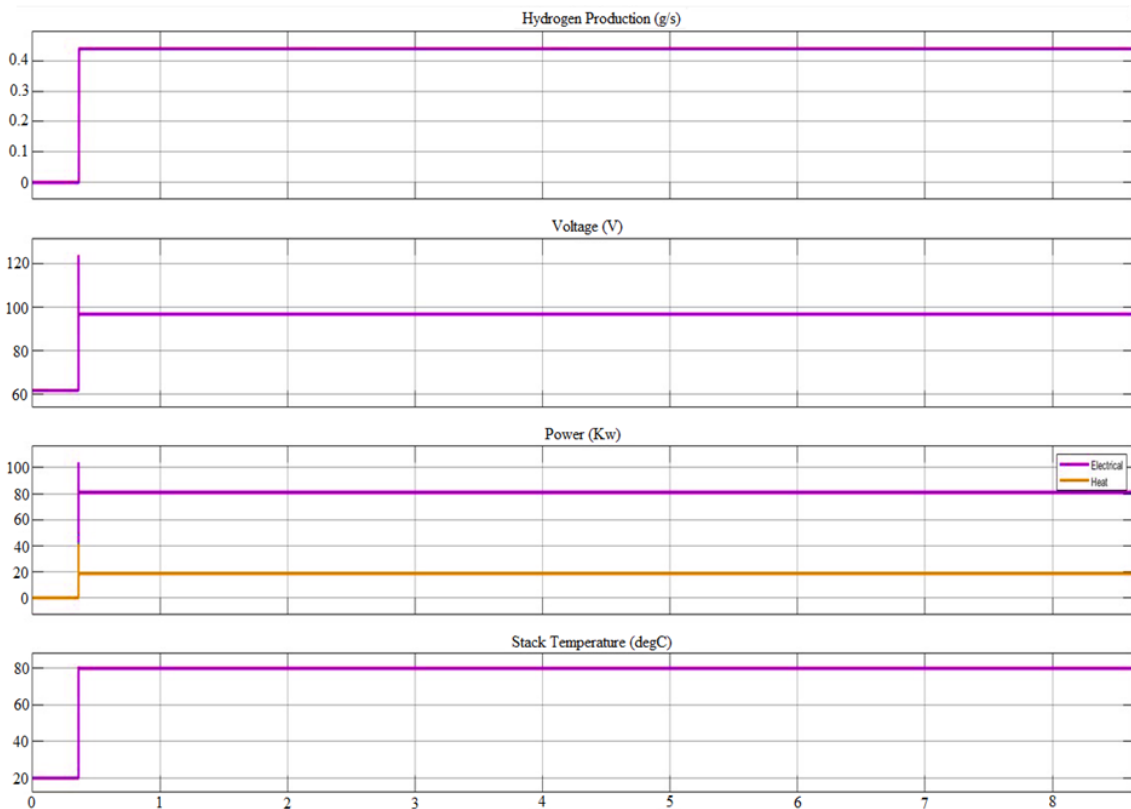 Hydrogen Production (g/s)
0.4
0.3
0.2
0.1
0
Voltage (V)
120
100
80
60
Power (Kw)
100
80
60
40
20
0
Electrical
Heat
Stack Temperature (degC)
80
60
40
20
0 1 2 3 4 5 6 7 8